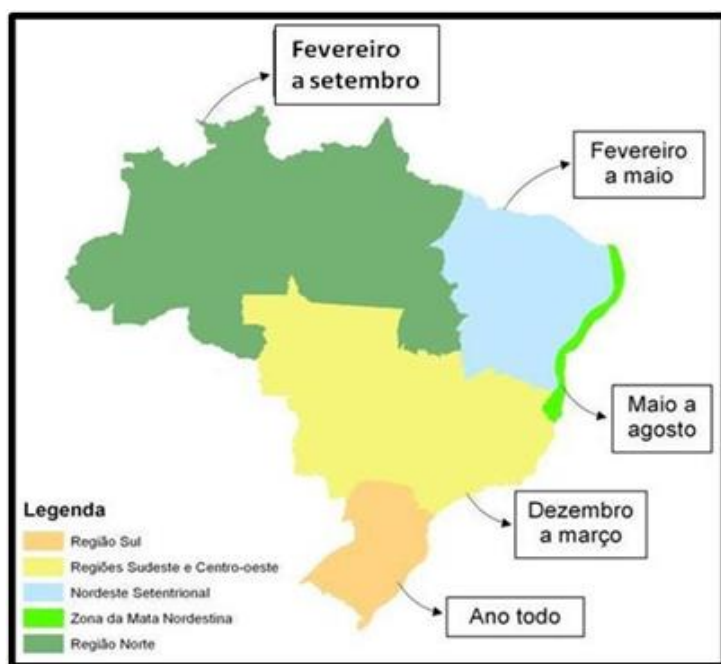 Fevereiro
a setembro
Fevereiro
a maio
Maio a
agosto
Dezembro
a março
Ano todo
Legenda
Região Sul
Regiões Sudeste e Centro-oeste
Nordeste Setentrional
Zona da Mata Nordestina
Região Norte